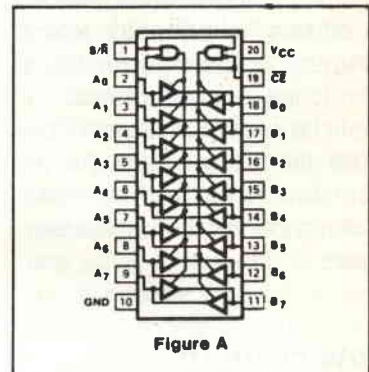 S/R̄ 1 20 VCC
A0 2 19 C̄Ē
A1 3 18 B0
A2 4 17 B1
A3 5 16 B2
A4 6 15 B3
A5 7 14 B4
A6 8 13 B5
A7 9 12 B6
GND 10 11 B7
Figure A